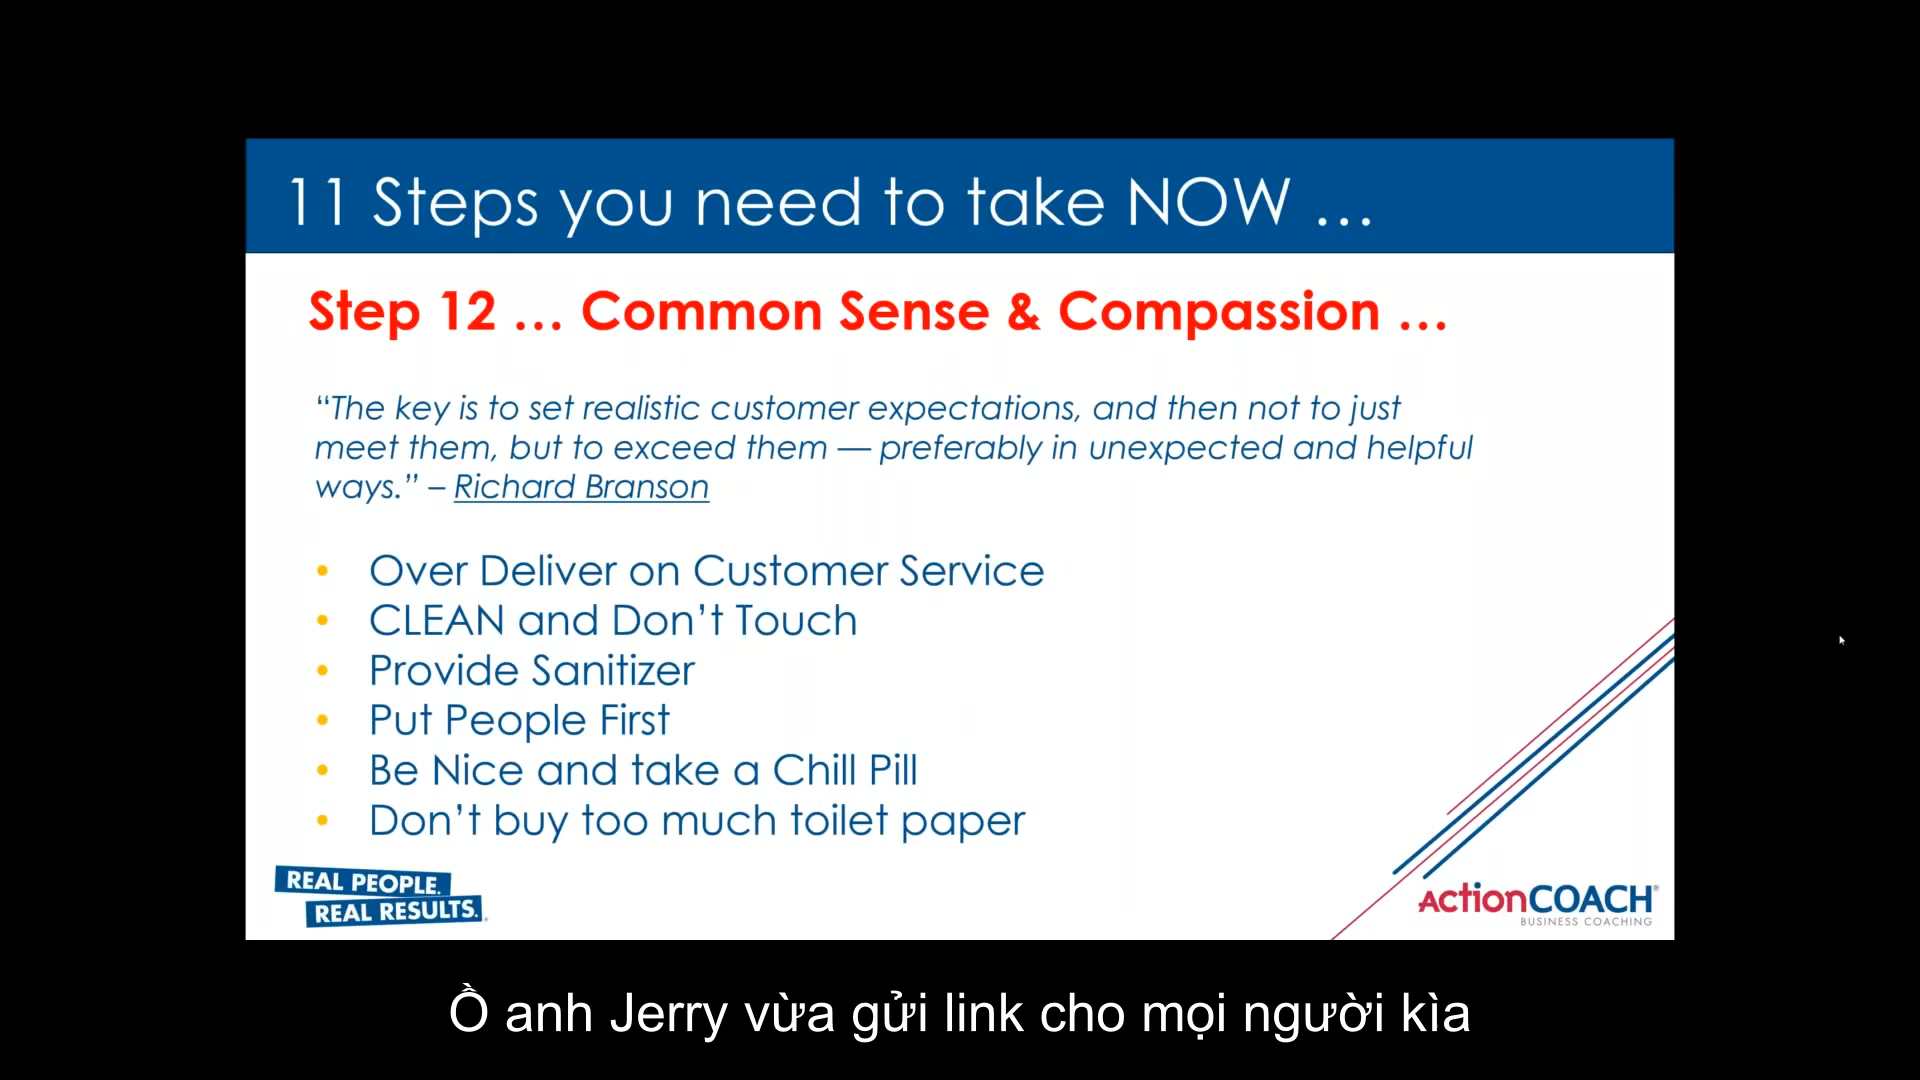 11 Steps you need to take NOW …
Step 12 … Common Sense & Compassion …
“The key is to set realistic customer expectations, and then not to just
meet them, but to exceed them — preferably in unexpected and helpful
ways.” – Richard Branson
• Over Deliver on Customer Service
• CLEAN and Don’t Touch
• Provide Sanitizer
• Put People First
• Be Nice and take a Chill Pill
• Don’t buy too much toilet paper
REAL PEOPLE.
REAL RESULTS.
ActionCOACH®
BUSINESS COACHING
Ồ anh Jerry vừa gửi link cho mọi người kìa